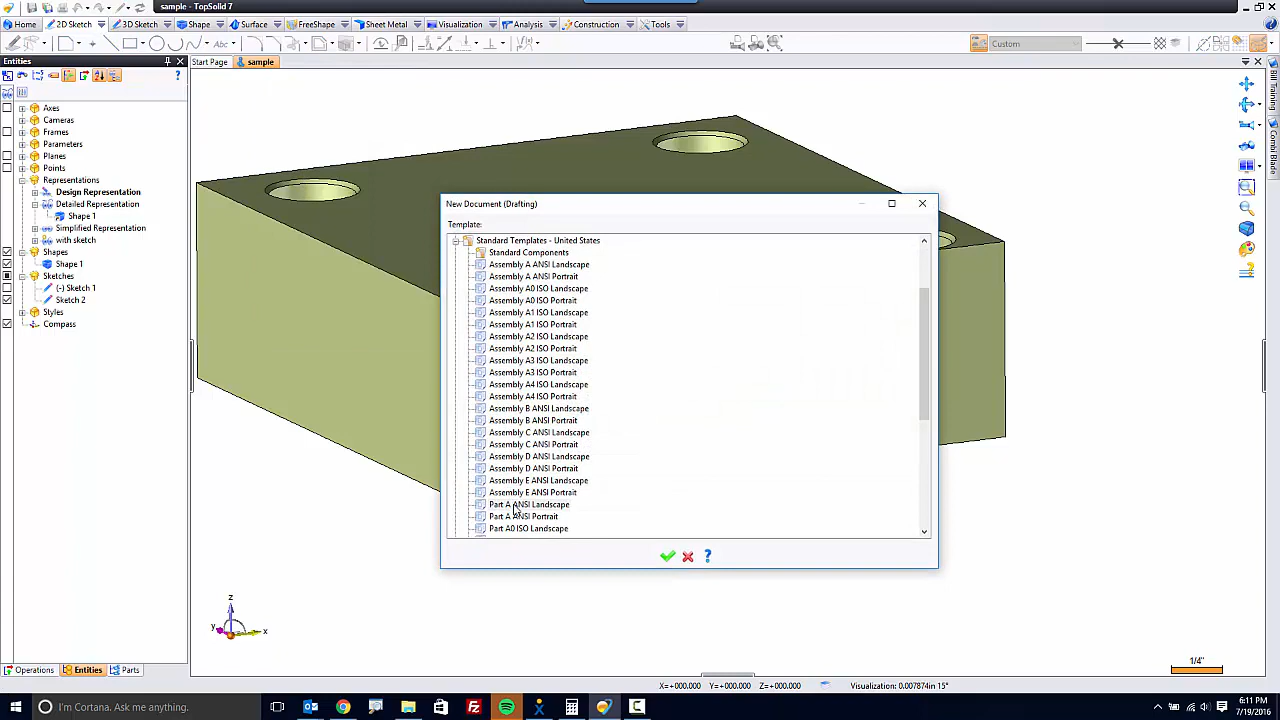 sample - TopSolid 7
Home
2D Sketch
3D Sketch
Shape
Surface
FreeShape
Sheet Metal
Visualization
Analysis
Construction
Tools
Abc
Custom
Entities
Start Page
sample
Axes
Cameras
Frames
Parameters
Planes
Points
Representations
Design Representation
Detailed Representation
Shape 1
Simplified Representation
with sketch
Shapes
Shape 1
Sketches
(-) Sketch 1
Sketch 2
Styles
Compass
Bill Training
Combi Blade
New Document (Drafting)
Template:
Standard Templates - United States
Standard Components
Assembly A ANSI Landscape
Assembly A ANSI Portrait
Assembly A0 ISO Landscape
Assembly A0 ISO Portrait
Assembly A1 ISO Landscape
Assembly A1 ISO Portrait
Assembly A2 ISO Landscape
Assembly A2 ISO Portrait
Assembly A3 ISO Landscape
Assembly A3 ISO Portrait
Assembly A4 ISO Landscape
Assembly A4 ISO Portrait
Assembly B ANSI Landscape
Assembly B ANSI Portrait
Assembly C ANSI Landscape
Assembly C ANSI Portrait
Assembly D ANSI Landscape
Assembly D ANSI Portrait
Assembly E ANSI Landscape
Assembly E ANSI Portrait
Part A ANSI Landscape
Part A ANSI Portrait
Part A0 ISO Landscape
z
y
x
1/4"
Operations
Entities
Parts
X=+000.000 Y=+000.000 Z=+000.000
Visualization: 0.007874in 15°
I'm Cortana. Ask me anything.
6:11 PM
7/19/2016